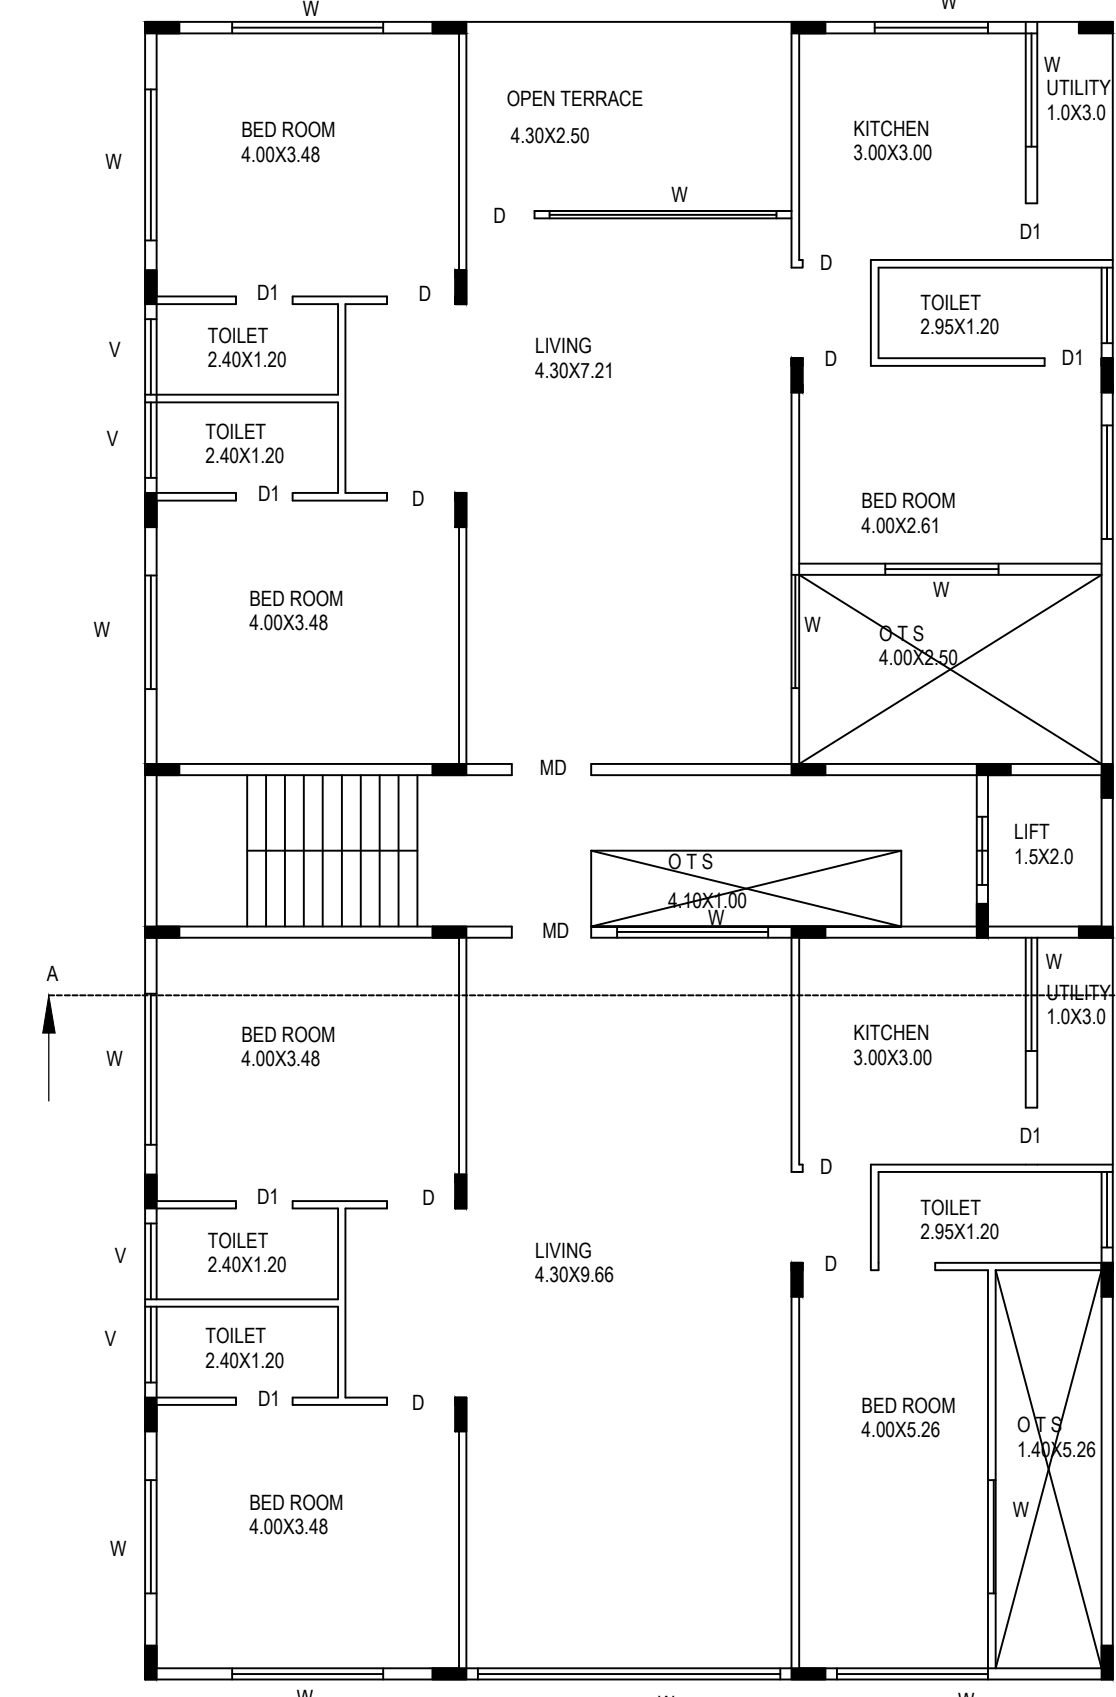 W
W
W
UTILITY
1.0X3.0
OPEN TERRACE
4.30X2.50
BED ROOM
4.00X3.48
KITCHEN
3.00X3.00
W
W
D
D1
D
D1
D
TOILET
2.95X1.20
TOILET
2.40X1.20
V
LIVING
4.30X7.21
D
D1
TOILET
2.40X1.20
V
D1
D
BED ROOM
4.00X2.61
W
BED ROOM
4.00X3.48
W
W
O T S
4.00X2.50
MD
LIFT
1.5X2.0
O T S
4.10X1.00
W
MD
A
W
UTILITY
1.0X3.0
BED ROOM
4.00X3.48
KITCHEN
3.00X3.00
W
D1
D
D1
D
TOILET
2.95X1.20
TOILET
2.40X1.20
V
LIVING
4.30X9.66
D
TOILET
2.40X1.20
V
D1
D
BED ROOM
4.00X5.26
O T S
1.40X5.26
BED ROOM
4.00X3.48
W
W
W
W
W